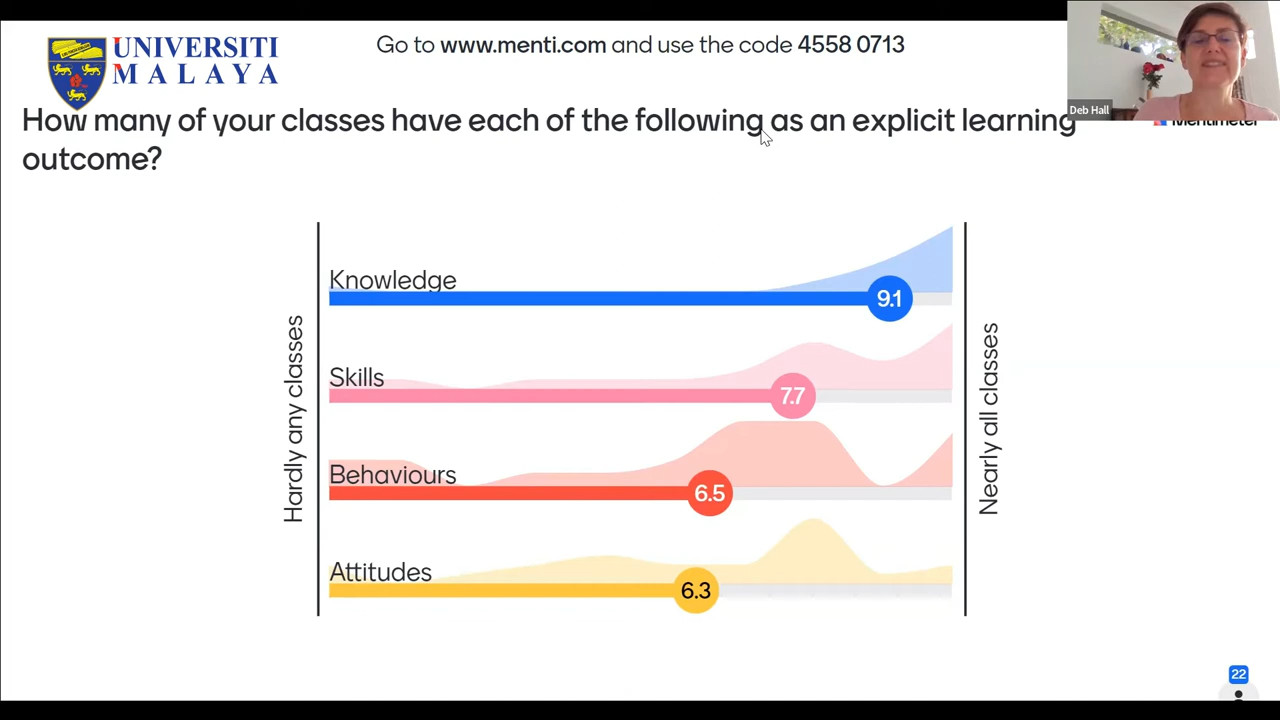 UNIVERSITI
MALAYA
Go to www.menti.com and use the code 4558 0713
Deb Hall
Mentimeter
How many of your classes have each of the following as an explicit learning
outcome?
Hardly any classes
Knowledge
9.1
Skills
7.7
Behaviours
6.5
Attitudes
6.3
Nearly all classes
22